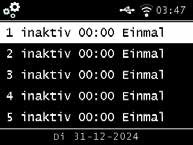 03:47
1 inaktiv 00:00 Einmal
2 inaktiv 00:00 Einmal
3 inaktiv 00:00 Einmal
4 inaktiv 00:00 Einmal
5 inaktiv 00:00 Einmal
Di 31-12-2024